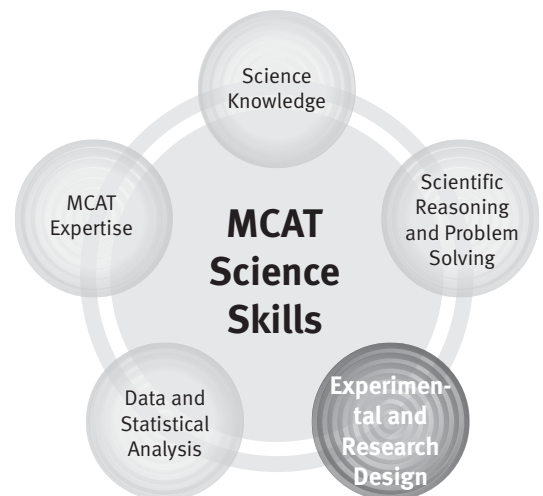 Science
Knowledge
Scientific
Reasoning
and Problem
Solving
MCAT
Expertise
MCAT
Science
Skills
Data and
Statistical
Analysis
Experimen-
tal and
Research
Design